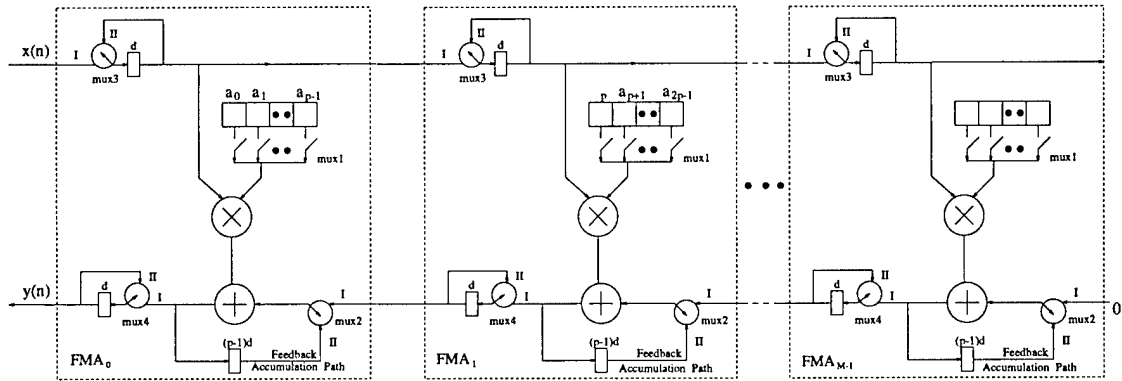 x(n) I II d mux3
I II d mux3
I II d mux3
a0 a1 ap-1 mux1
p ap+1 a2p-1 mux1
mux1
y(n) d II I mux4 I mux2 II
d II I mux4 I mux2 II
d II I mux4 I mux2 II 0
FMA0 (p-1)d Feedback Accumulation Path
FMA1 (p-1)d Feedback Accumulation Path
FMAM-1 (p-1)d Feedback Accumulation Path